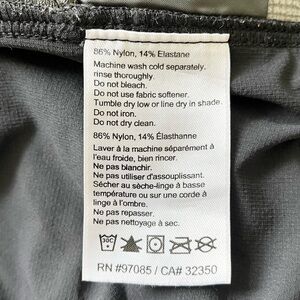 86% Nylon, 14% Elastane
Machine wash cold separately.
rinse thoroughly.
Do not bleach.
Do not use fabric softener.
Tumble dry low or line dry in shade.
Do not iron.
Do not dry clean.
86% Nylon, 14% Élasthanne
Laver à la machine séparément à
l'eau froide, bien rincer.
Ne pas blanchir.
Ne pas utiliser d'assouplissant.
Sécher au sèche-linge à basse
température ou sur une corde à
linge à l'ombre.
Ne pas repasser.
Ne pas nettoyage à sec.
30C
RN #97085 / CA# 32350